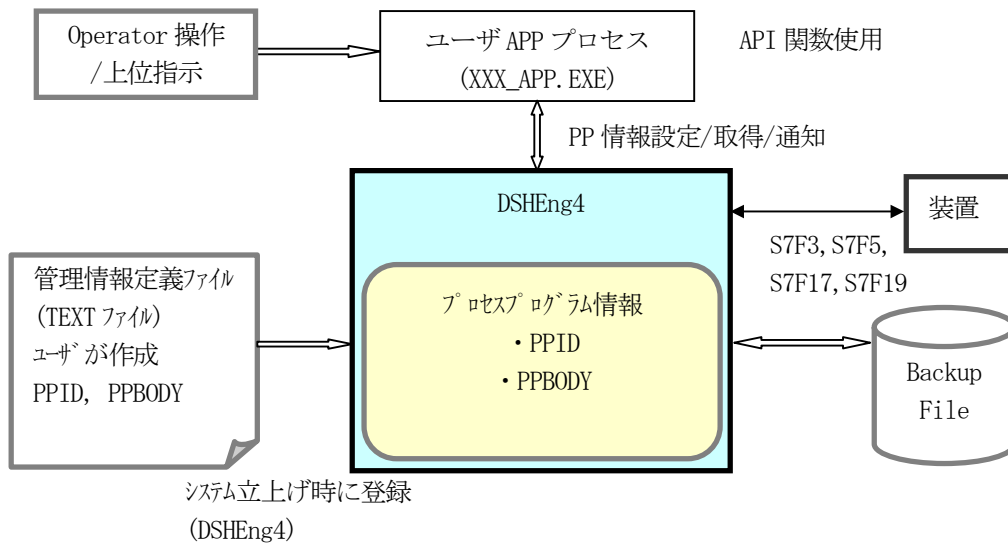 Operator 操作
/上位指示
ユーザ APP プロセス
(XXX_APP.EXE)
API 関数使用
PP 情報設定/取得/通知
DSHEng4
装置
S7F3, S7F5,
S7F17, S7F19
管理情報定義ﾌｧｲﾙ
(TEXT ﾌｧｲﾙ)
ﾕｰｻﾞが作成
PPID, PPBODY
ﾌﾟﾛｾｽﾌﾟﾛｸﾞﾗﾑ情報
・PPID
・PPBODY
Backup
File
ｼｽﾃﾑ立上げ時に登録
(DSHEng4)